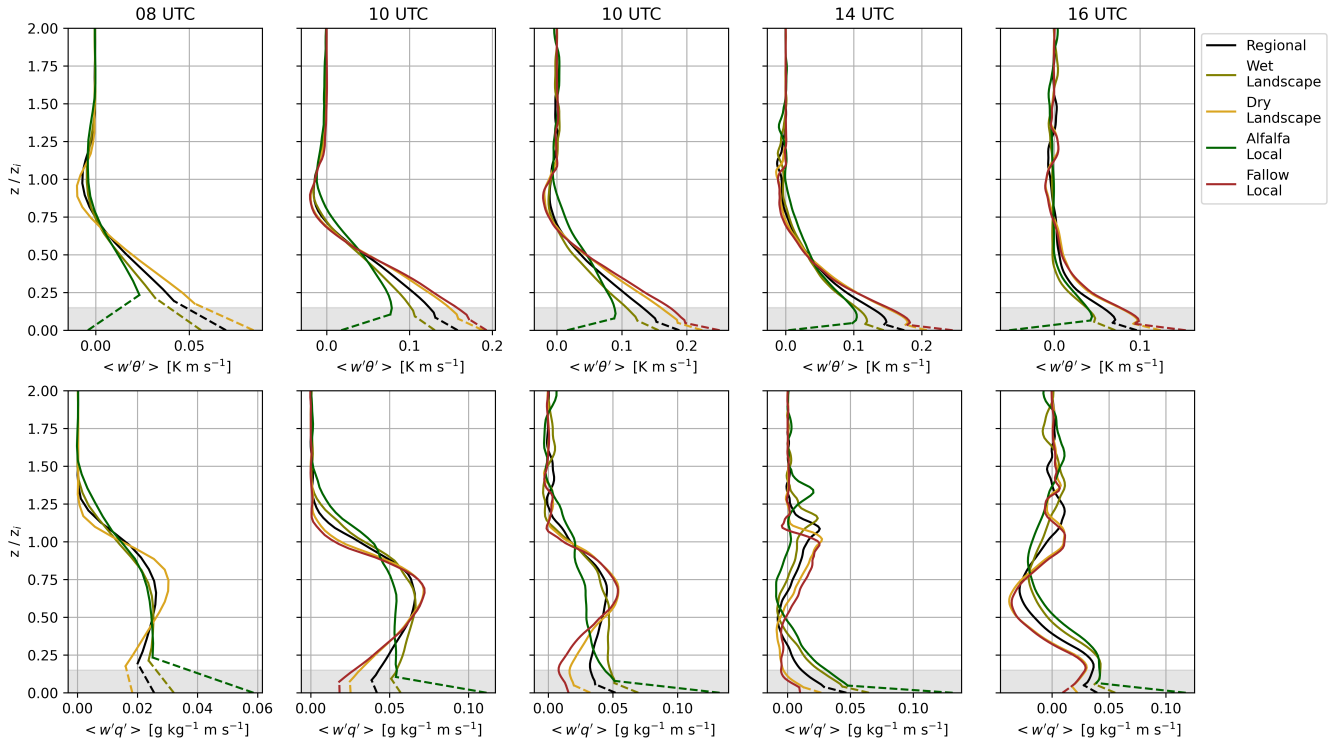 08 UTC 10 UTC 10 UTC 14 UTC 16 UTC
2.00
1.75
1.50
1.25
1.00
0.75
0.50
0.25
0.00
z / z_i
0.00 0.05
0.0 0.1 0.2
0.0 0.1 0.2
0.0 0.1 0.2
0.0 0.1
< w′θ′ > [K m s⁻¹] < w′θ′ > [K m s⁻¹] < w′θ′ > [K m s⁻¹] < w′θ′ > [K m s⁻¹] < w′θ′ > [K m s⁻¹]
Regional
Wet
Landscape
Dry
Landscape
Alfalfa
Local
Fallow
Local
2.00
1.75
1.50
1.25
1.00
0.75
0.50
0.25
0.00
z / z_i
0.00 0.02 0.04 0.06
0.00 0.05 0.10
0.00 0.05 0.10
0.00 0.05 0.10
0.00 0.05 0.10
< w′q′ > [g kg⁻¹ m s⁻¹] < w′q′ > [g kg⁻¹ m s⁻¹] < w′q′ > [g kg⁻¹ m s⁻¹] < w′q′ > [g kg⁻¹ m s⁻¹] < w′q′ > [g kg⁻¹ m s⁻¹]